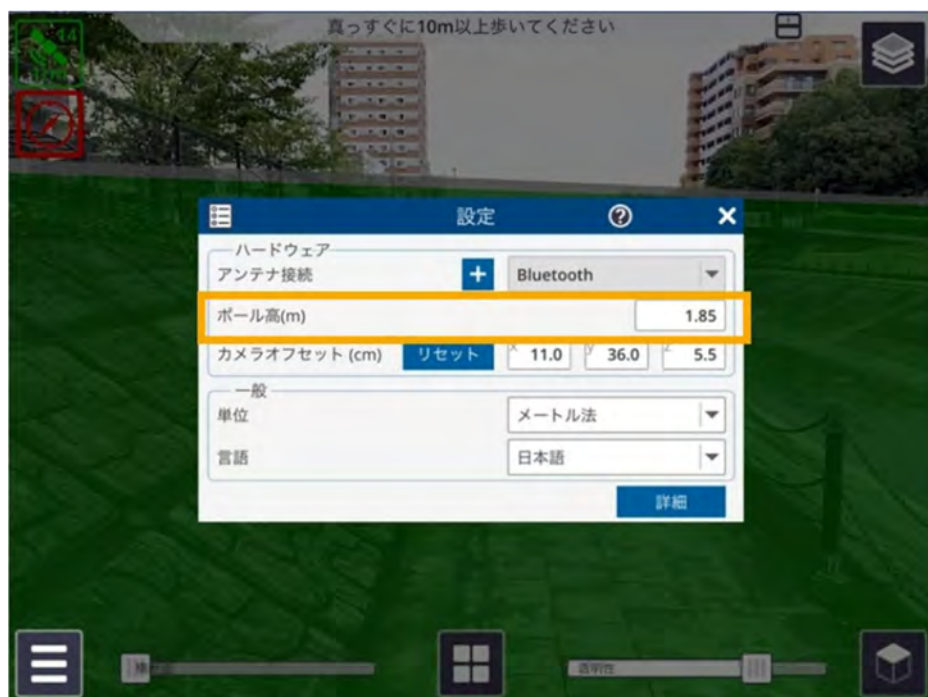 真っすぐに10m以上歩いてください
14
設定
ハードウェア
アンテナ接続
Bluetooth
ポール高(m)
1.85
カメラオフセット (cm)
リセット
x 11.0
y 36.0
z 5.5
一般
単位
メートル法
言語
日本語
詳細
透明性